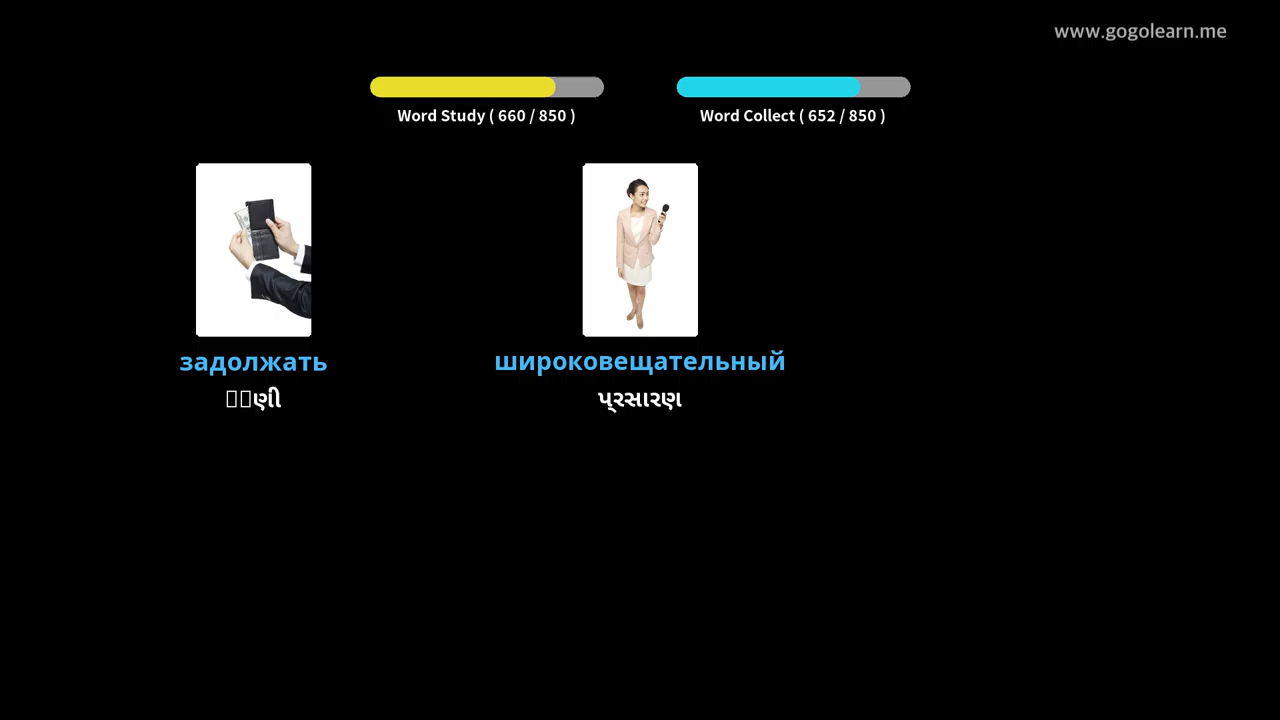 www.gogolearn.me
Word Study ( 660 / 850 )
Word Collect ( 652 / 850 )
задолжать
широковещательный
પ્રસારણ